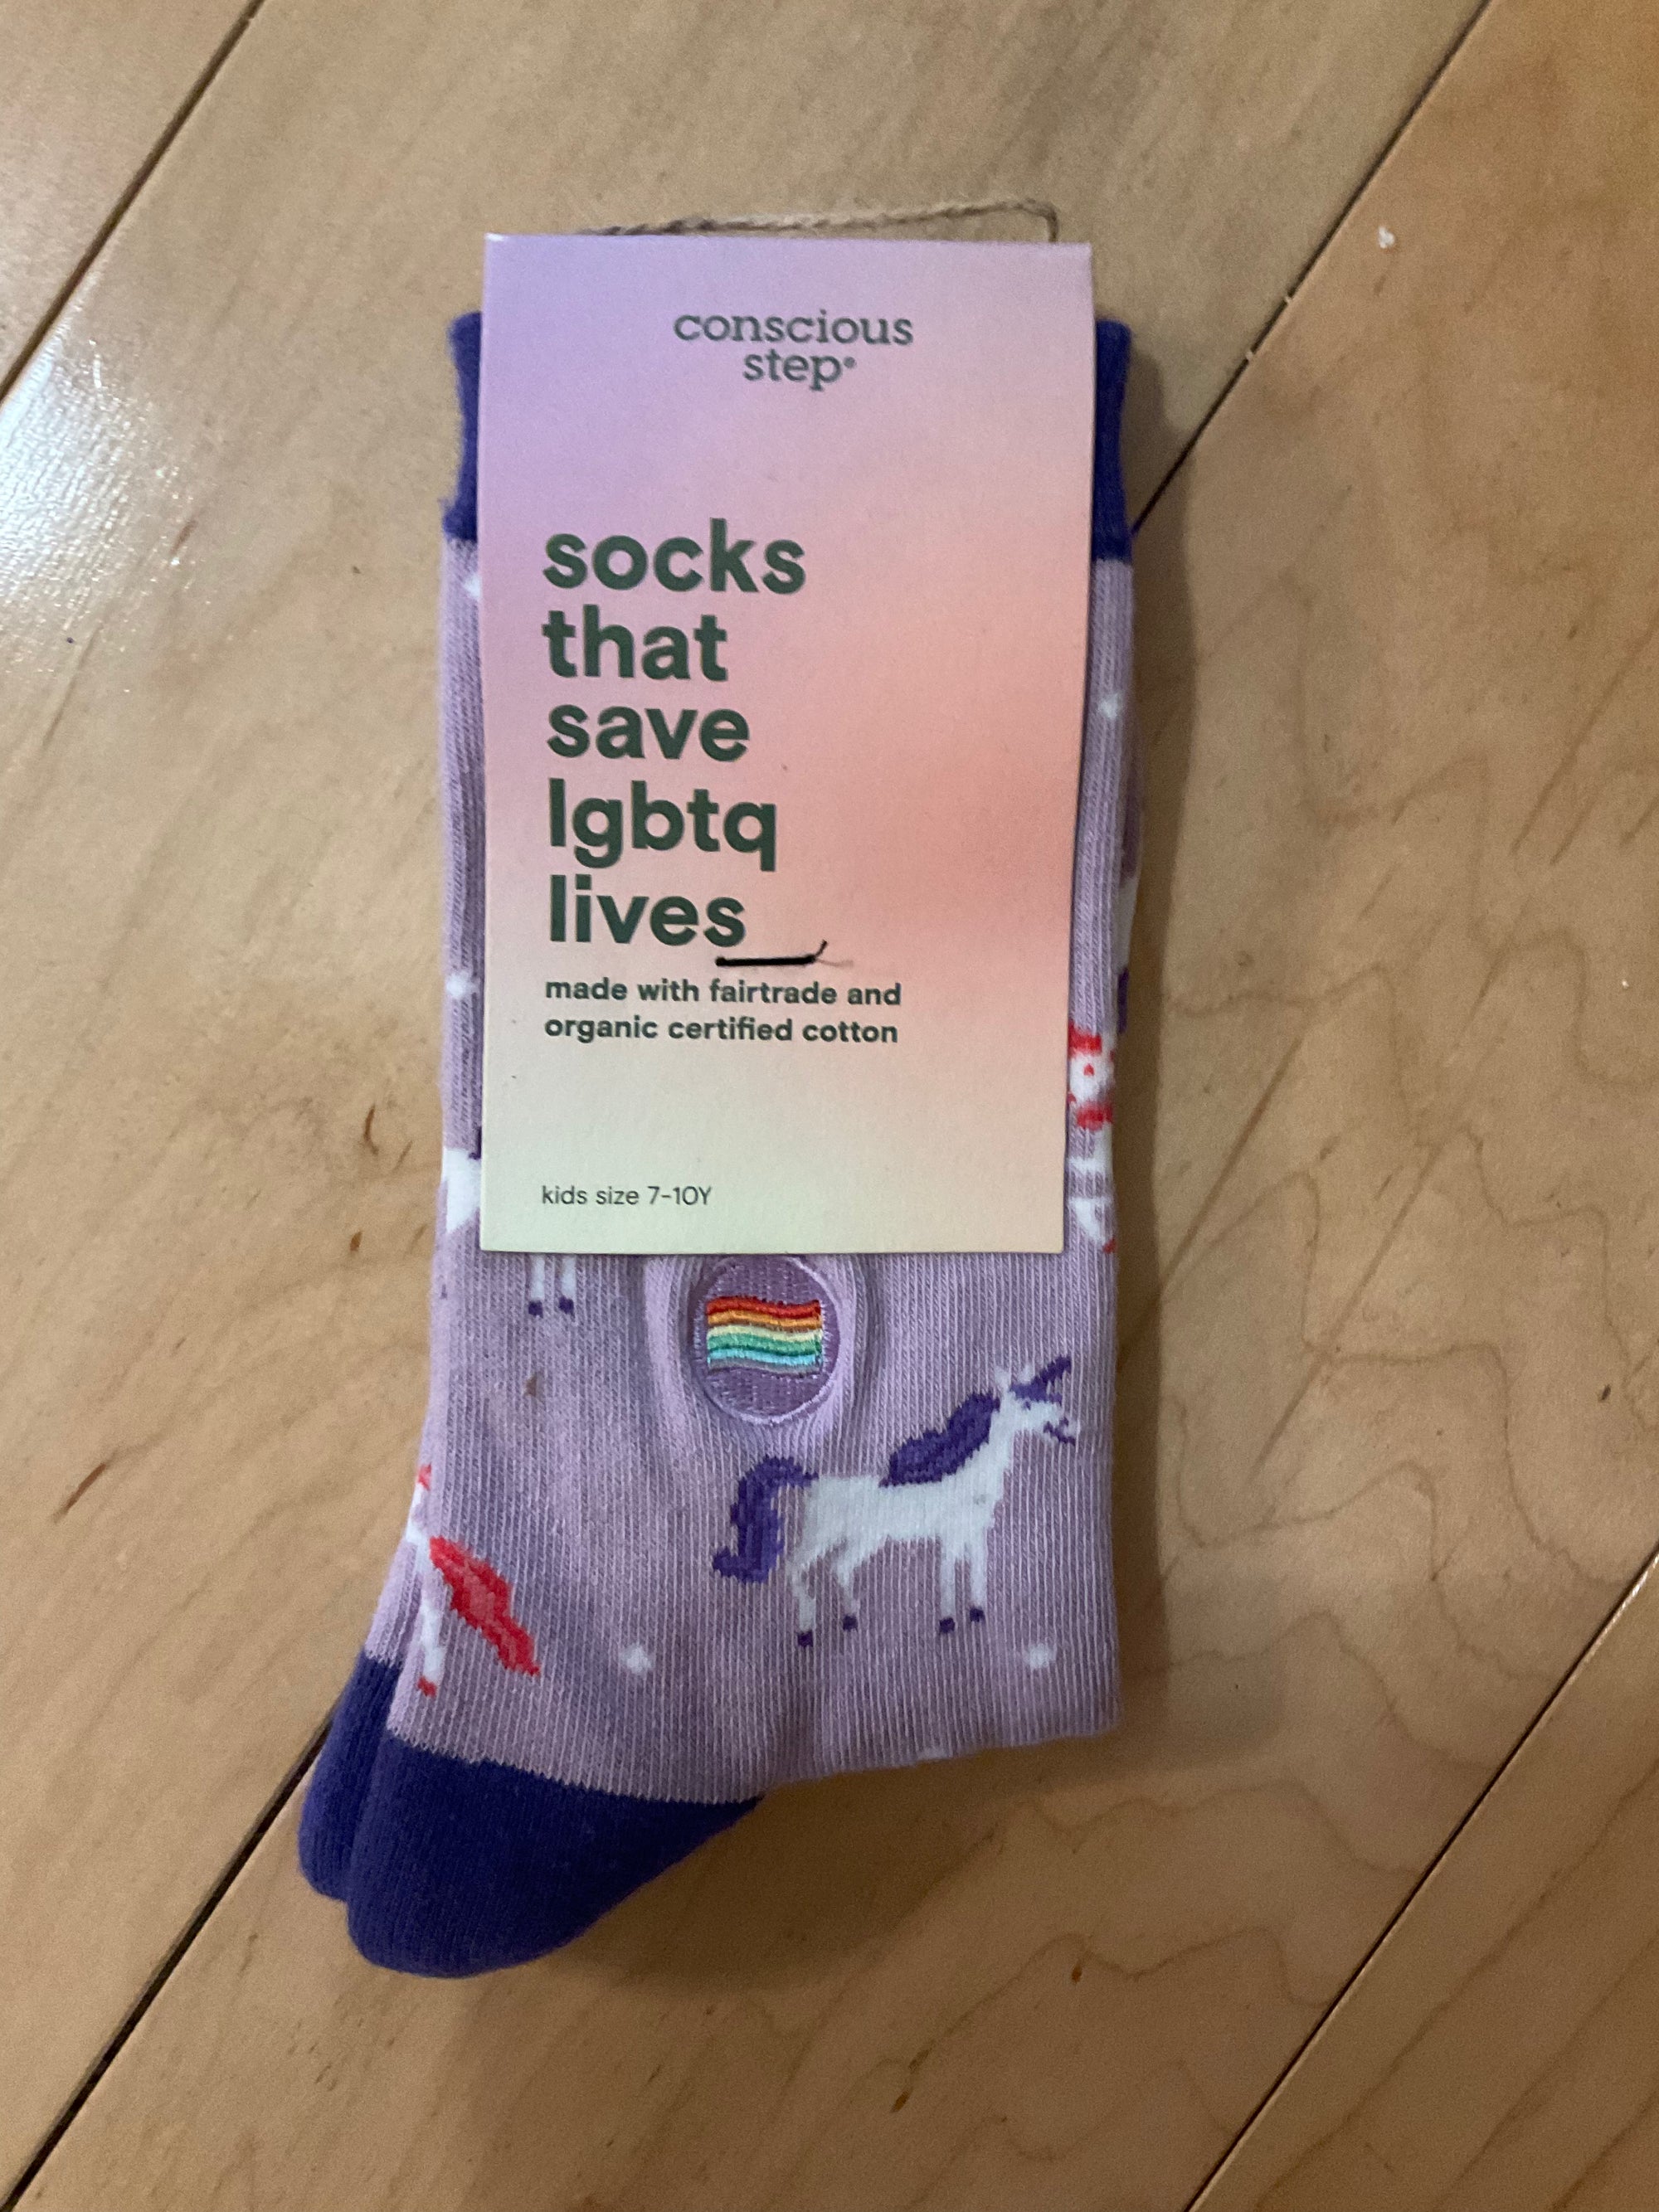 conscious
step®
socks
that
save
lgbtq
lives
made with fairtrade and
organic certified cotton
kids size 7-10Y